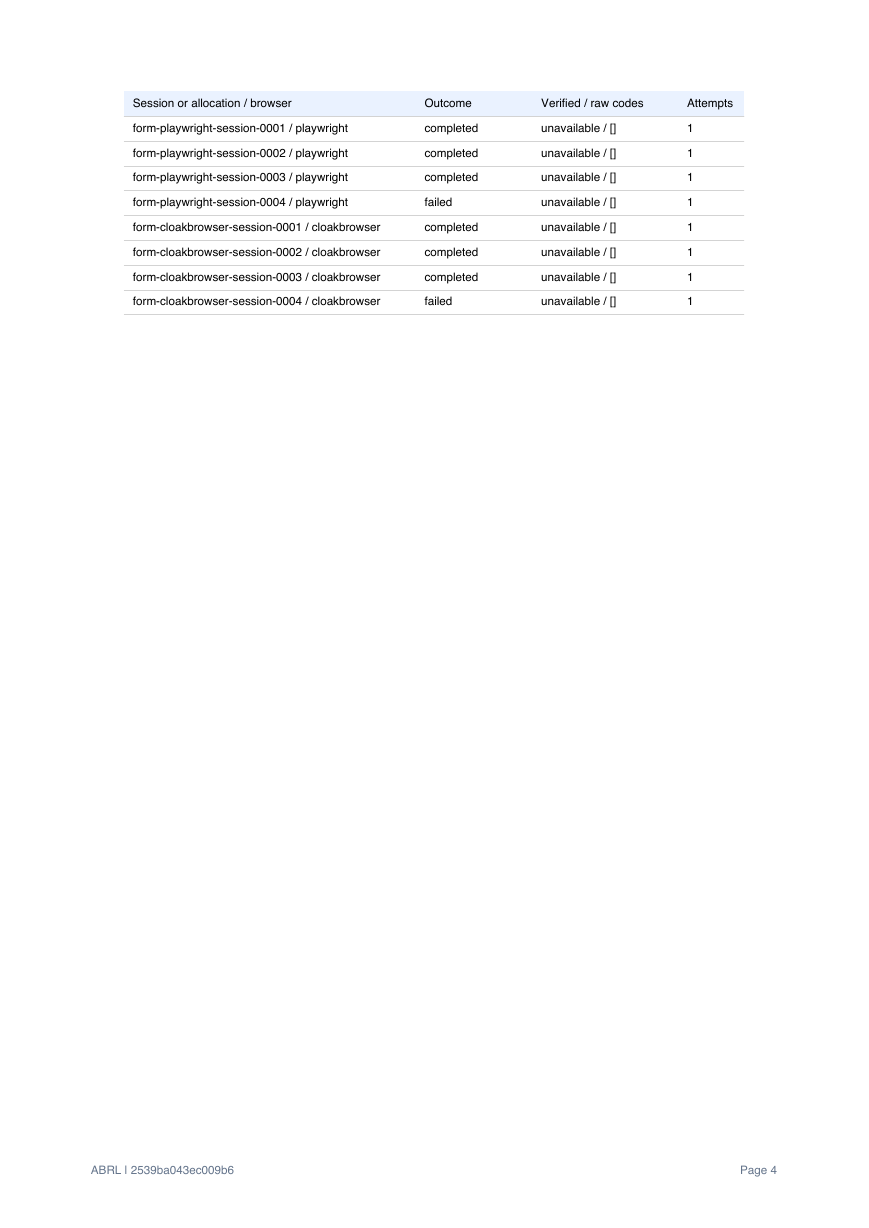 Session or allocation / browser Outcome Verified / raw codes Attempts
form-playwright-session-0001 / playwright completed unavailable / [] 1
form-playwright-session-0002 / playwright completed unavailable / [] 1
form-playwright-session-0003 / playwright completed unavailable / [] 1
form-playwright-session-0004 / playwright failed unavailable / [] 1
form-cloakbrowser-session-0001 / cloakbrowser completed unavailable / [] 1
form-cloakbrowser-session-0002 / cloakbrowser completed unavailable / [] 1
form-cloakbrowser-session-0003 / cloakbrowser completed unavailable / [] 1
form-cloakbrowser-session-0004 / cloakbrowser failed unavailable / [] 1
ABRL | 2539ba043ec009b6 Page 4